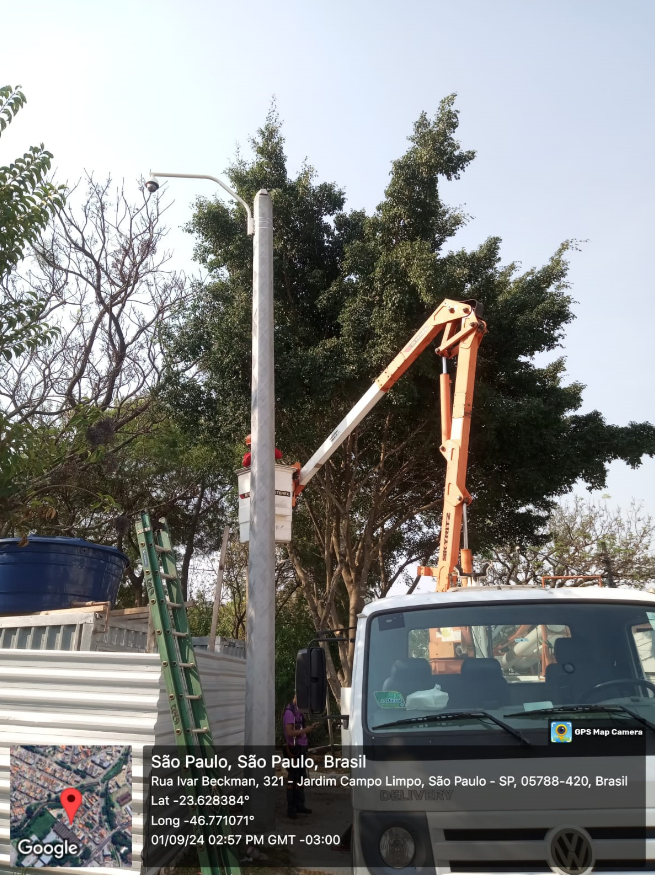 GPS Map Camera
São Paulo, São Paulo, Brasil
Rua Ivar Beckman, 321 - Jardim Campo Limpo, São Paulo - SP, 05788-420, Brasil
Lat -23.628384°
Long -46.771071°
01/09/24 02:57 PM GMT -03:00
Google
DELIVERY